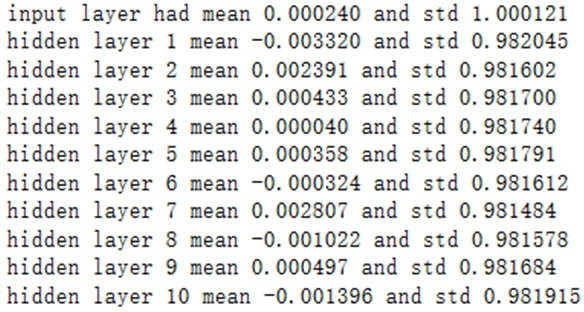 input layer had mean 0.000240 and std 1.000121
hidden layer 1 mean -0.003320 and std 0.982045
hidden layer 2 mean 0.002391 and std 0.981602
hidden layer 3 mean 0.000433 and std 0.981700
hidden layer 4 mean 0.000040 and std 0.981740
hidden layer 5 mean 0.000358 and std 0.981791
hidden layer 6 mean -0.000324 and std 0.981612
hidden layer 7 mean 0.002807 and std 0.981484
hidden layer 8 mean -0.001022 and std 0.981578
hidden layer 9 mean 0.000497 and std 0.981684
hidden layer 10 mean -0.001396 and std 0.981915